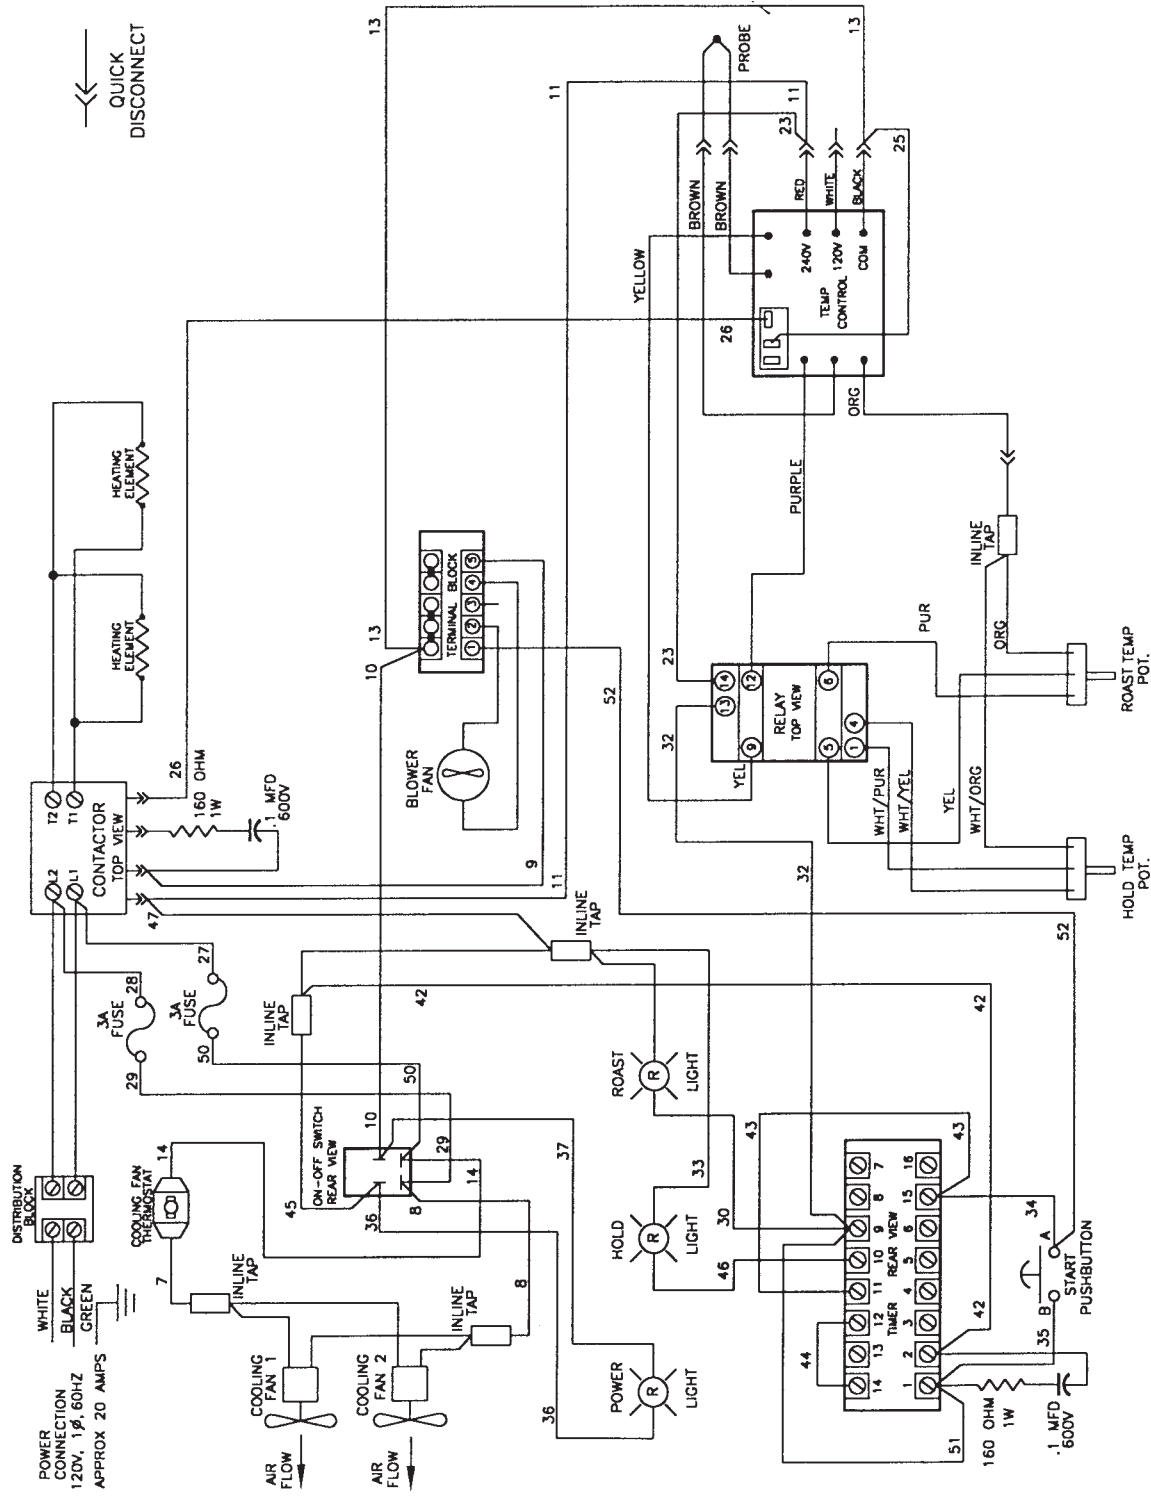 QUICK
DISCONNECT
13
13
11
11
23
25
PROBE
BROWN
BROWN
RED
WHITE
BLACK
240V
120V
COM
TEMP
CONTROL
YELLOW
26
ORG
PURPLE
HEATING
ELEMENT
HEATING
ELEMENT
TERMINAL BLOCK
1
2
3
4
5
13
10
52
BLOWER
FAN
9
11
26
160 OHM
1W
.1 MFD
600V
T2
T1
L2
L1
CONTACTOR
TOP VIEW
47
INLINE
TAP
PUR
ORG
INLINE
TAP
ROAST TEMP
POT.
23
32
14
13
12
9
6
5
4
1
RELAY
TOP VIEW
YEL
WHT/PUR
WHT/YEL
YEL
WHT/ORG
HOLD TEMP
POT.
32
52
28
3A
FUSE
29
27
3A
FUSE
50
INLINE
TAP
42
42
50
10
29
14
ON-OFF SWITCH
REAR VIEW
45
36
8
37
ROAST
LIGHT
R
33
HOLD
LIGHT
R
30
46
43
43
DISTRIBUTION
BLOCK
COOLING FAN
THERMOSTAT
14
7
INLINE
TAP
INLINE
TAP
8
WHITE
BLACK
GREEN
POWER
CONNECTION
120V, 1Ø, 60HZ
APPROX 20 AMPS
COOLING
FAN 1
COOLING
FAN 2
AIR
FLOW
AIR
FLOW
36
POWER
LIGHT
R
44
14
13
12
11
10
9
8
7
TIMER
REAR VIEW
1
2
3
4
5
6
15
16
34
A
B
START
PUSHBUTTON
42
35
51
160 OHM
1W
.1 MFD
600V